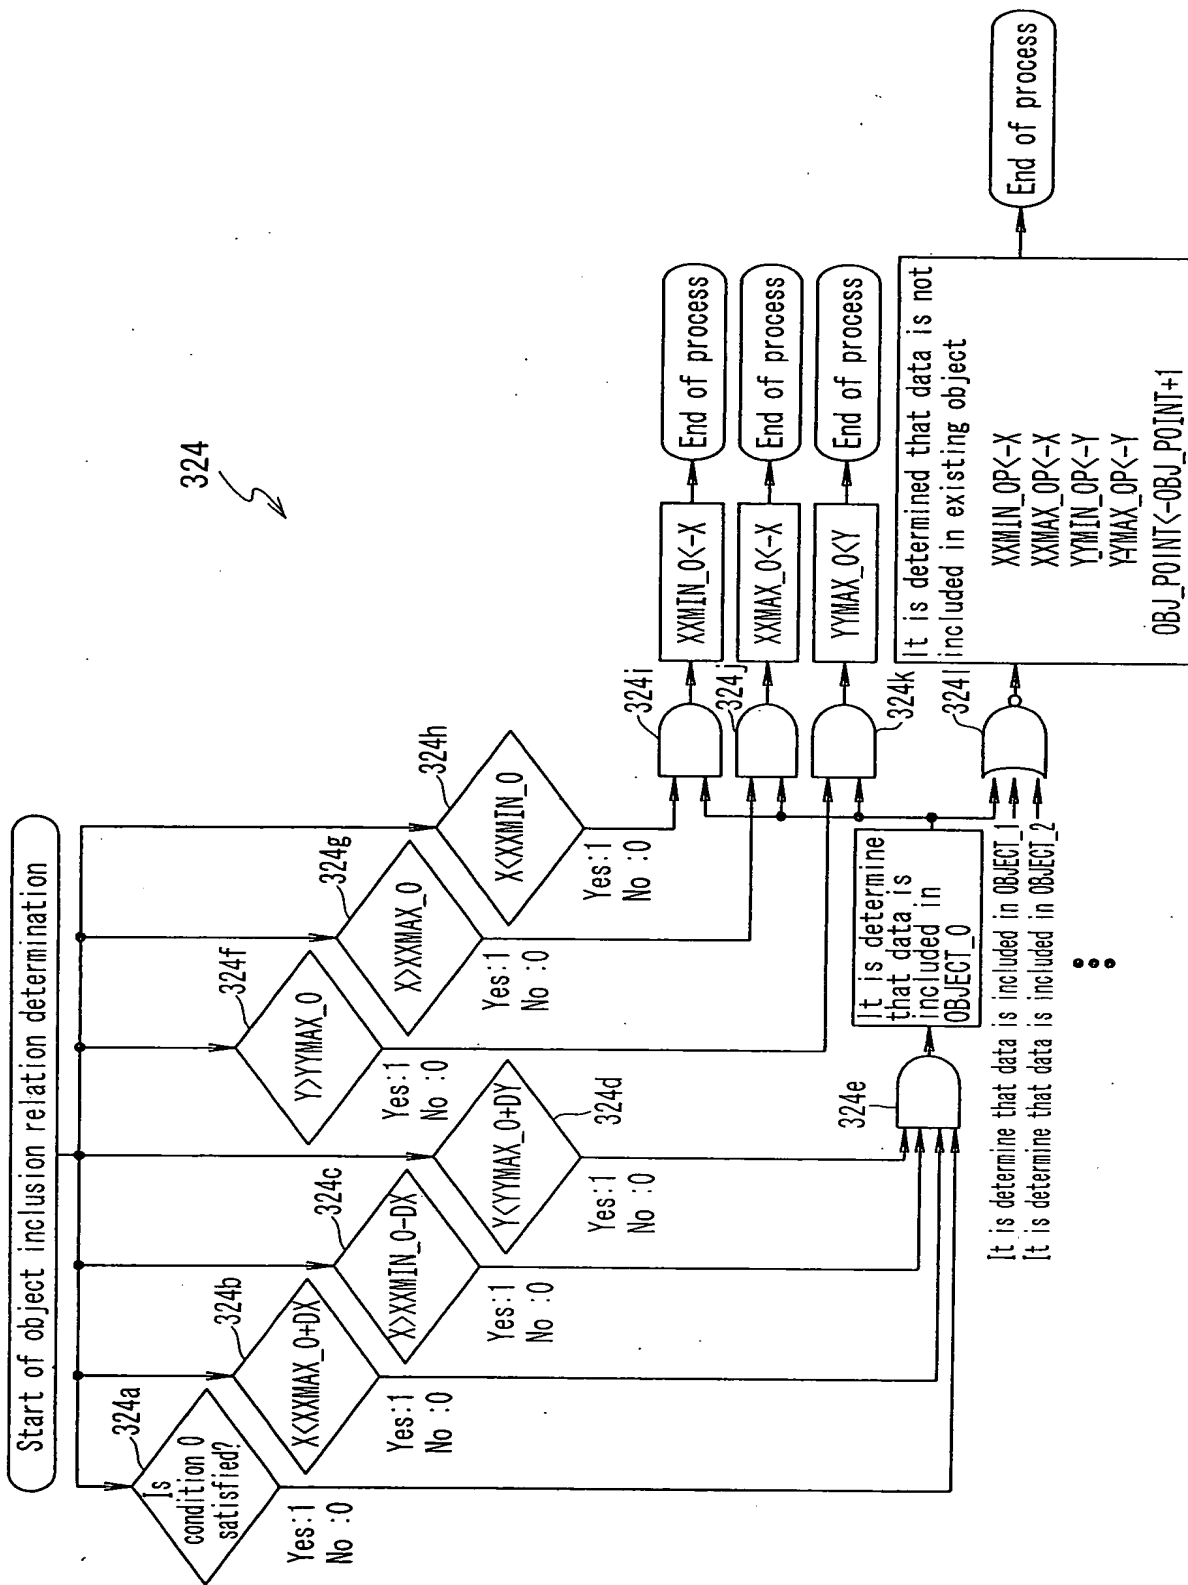 324
Start of object inclusion relation determination
324a
Is
condition 0
satisfied?
Yes:1
No :0
324b
X<XXMAX_0+DX
Yes:1
No :0
324c
X>XXMIN_0-DX
Yes:1
No :0
324d
Y<YYMAX_0+DY
Yes:1
No :0
324f
Y>YYMAX_0
Yes:1
No :0
324g
X>XXMAX_0
Yes:1
No :0
324h
X<XXMIN_0
Yes:1
No :0
324e
It is determine
that data is
included in
OBJECT_0
It is determine that data is included in OBJECT_1
It is determine that data is included in OBJECT_2
324i
XXMIN_0<-X
End of process
324j
XXMAX_0<-X
End of process
324k
YYMAX_0<Y
End of process
324l
It is determined that data is not
included in existing object
XXMIN_OP<-X
XXMAX_OP<-X
YYMIN_OP<-Y
YYMAX_OP<-Y
OBJ_POINT<-OBJ_POINT+1
End of process